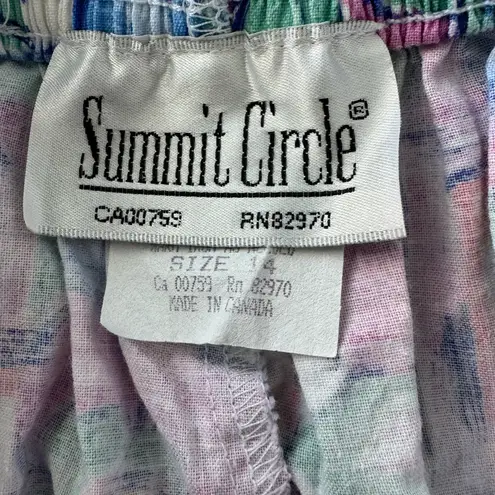 Summit Circle®
CA00759 RN82970
SIZE 14
Ca 00759 Rn 82970
MADE IN CANADA